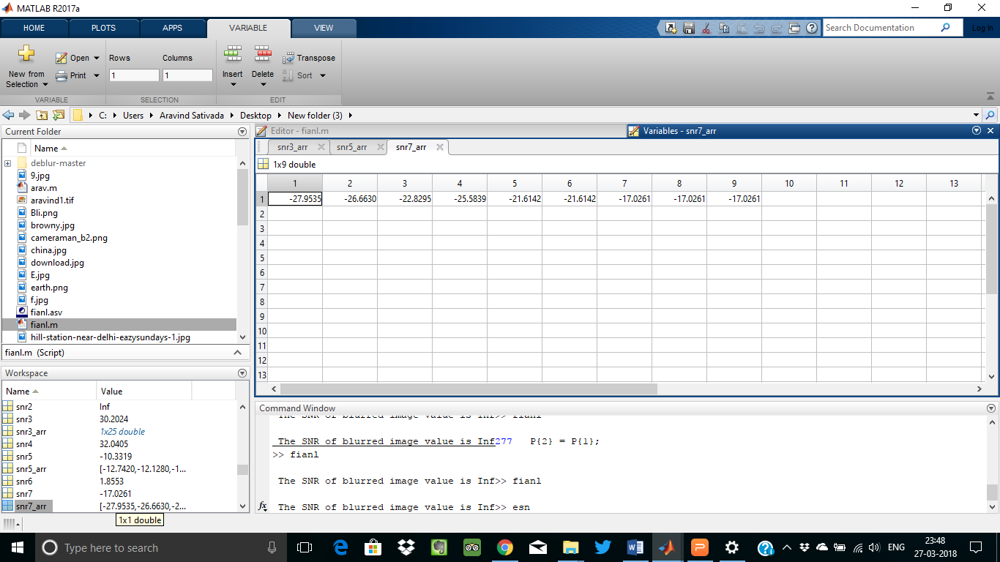 MATLAB R2017a
HOME PLOTS APPS VARIABLE VIEW
Search Documentation
Log In
New from Selection
Open
Print
Rows
Columns
1
1
Insert
Delete
Transpose
Sort
VARIABLE SELECTION EDIT
C: Users Aravind Sativada Desktop New folder (3)
Current Folder
Name
deblur-master
9.jpg
arav.m
aravind1.tif
Bli.png
browny.jpg
cameraman_b2.png
china.jpg
download.jpg
E.jpg
earth.png
f.jpg
fianl.asv
fianl.m
hill-station-near-delhi-eazysundays-1.jpg
fianl.m (Script)
Workspace
Name Value
snr2 Inf
snr3 30.2024
snr3_arr 1x25 double
snr4 32.0405
snr5 -10.3319
snr5_arr [-12.7420,-12.1280,-1...
snr6 1.8553
snr7 -17.0261
snr7_arr [-27.9535,-26.6630,-2...
1x1 double
Editor - fianl.m
Variables - snr7_arr
snr3_arr snr5_arr snr7_arr
1x9 double
1 2 3 4 5 6 7 8 9 10 11 12 13
1 -27.9535 -26.6630 -22.8295 -25.5839 -21.6142 -21.6142 -17.0261 -17.0261 -17.0261
2
3
4
5
6
7
8
9
10
11
12
13
Command Window
The SNR of blurred image value is Inf>> fianl
The SNR of blurred image value is Inf277 P{2} = P{1};
>> fianl
The SNR of blurred image value is Inf>> fianl
The SNR of blurred image value is Inf>> esn
fx
Type here to search
ENG
23:48
27-03-2018